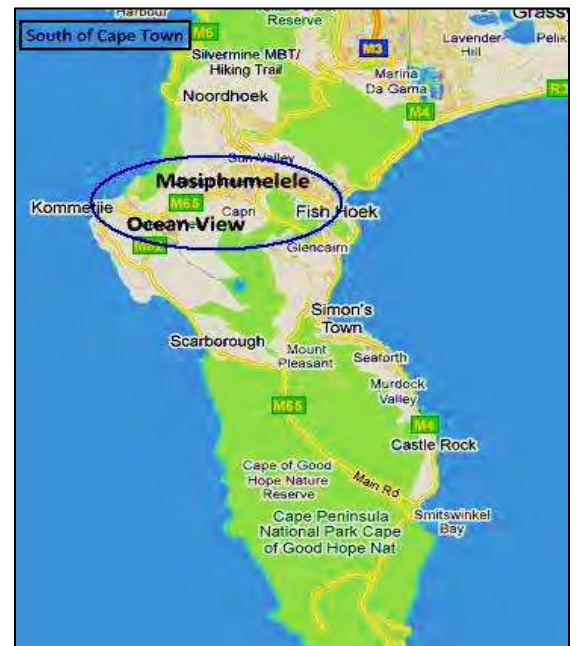 Harbour
Reserve
Grassy
South of Cape Town
M6
Lavender
Hill
Pelik
M3
Silvermine MBT/
Hiking Trail
Marina
Da Gama
Noordhoek
M4
Sun Valley
Masiphumelele
Kommetjie
M65
Capri
Fish Hoek
Ocean View
Glencairn
Simon's
Town
Scarborough
Mount
Pleasant
Seaforth
Murdock
Valley
M65
M4
Castle Rock
Cape of Good
Hope Nature
Reserve
Main Rd
Smitswinkel
Bay
Cape Peninsula
National Park Cape
of Good Hope Nat